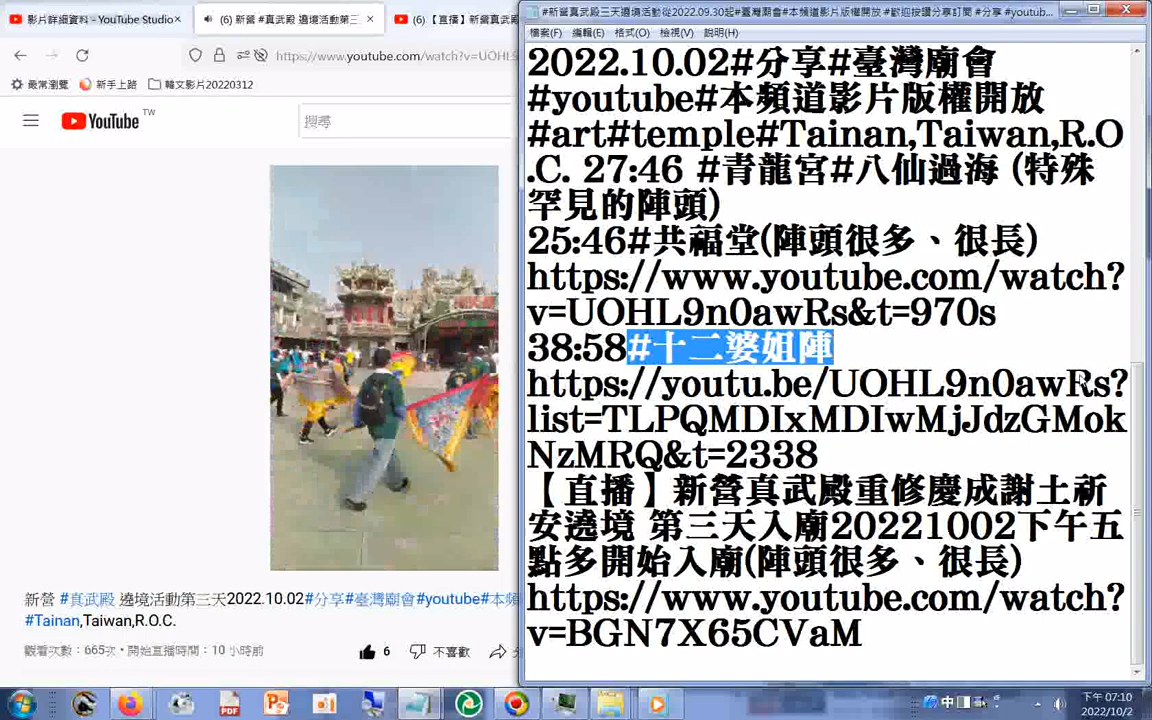 影片詳細資料 - YouTube Studio
(6) 新營 #真武殿 遶境活動第三
(6)【直播】新營真武
https://www.youtube.com/watch?v=UOHL9
最常瀏覽
新手上路
韓文影片20220312
YouTube TW
搜尋
新營 #真武殿 遶境活動第三天2022.10.02#分享#臺灣廟會#youtube#本頻
#Tainan,Taiwan,R.O.C.
觀看次數：665次 • 開始直播時間：10 小時前
6
不喜歡
#新營真武殿三天遶境活動從2022.09.30起#臺灣廟會#本頻道影片版權開放 #歡迎按讚分享訂閱 #分享 #youtub...
檔案(F) 編輯(E) 格式(O) 檢視(V) 說明(H)
2022.10.02#分享#臺灣廟會
#youtube#本頻道影片版權開放
#art#temple#Tainan,Taiwan,R.O
.C. 27:46 #青龍宮#八仙過海 (特殊
罕見的陣頭)
25:46#共福堂(陣頭很多、很長)
https://www.youtube.com/watch?
v=UOHL9n0awRs&t=970s
38:58#十二婆姐陣
https://youtu.be/UOHL9n0awRs?
list=TLPQMDIxMDIwMjJdzGMok
NzMRQ&t=2338
【直播】新營真武殿重修慶成謝土祈
安遶境 第三天入廟20221002下午五
點多開始入廟(陣頭很多、很長)
https://www.youtube.com/watch?
v=BGN7X65CVaM
PDF
中
下午 07:10
2022/10/2